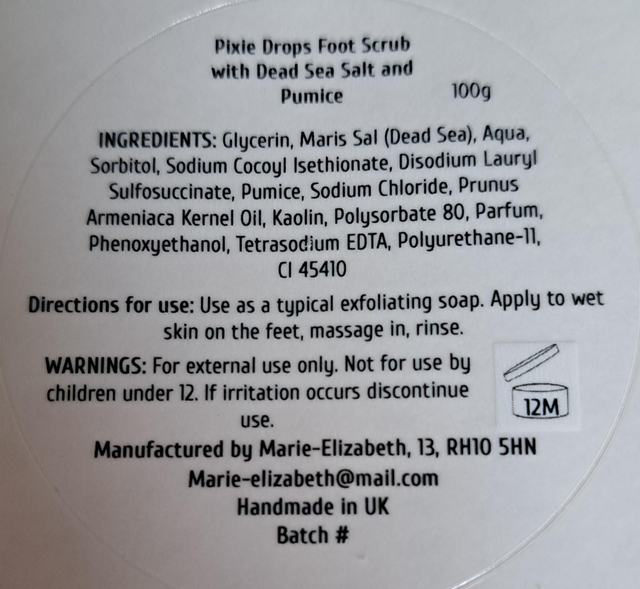 Pixie Drops Foot Scrub
with Dead Sea Salt and
Pumice
100g
INGREDIENTS: Glycerin, Maris Sal (Dead Sea), Aqua,
Sorbitol, Sodium Cocoyl Isethionate, Disodium Lauryl
Sulfosuccinate, Pumice, Sodium Chloride, Prunus
Armeniaca Kernel Oil, Kaolin, Polysorbate 80, Parfum,
Phenoxyethanol, Tetrasodium EDTA, Polyurethane-11,
CI 45410
Directions for use: Use as a typical exfoliating soap. Apply to wet
skin on the feet, massage in, rinse.
WARNINGS: For external use only. Not for use by
children under 12. If irritation occurs discontinue
use.
12M
Manufactured by Marie-Elizabeth, 13, RH10 5HN
Marie-elizabeth@mail.com
Handmade in UK
Batch #